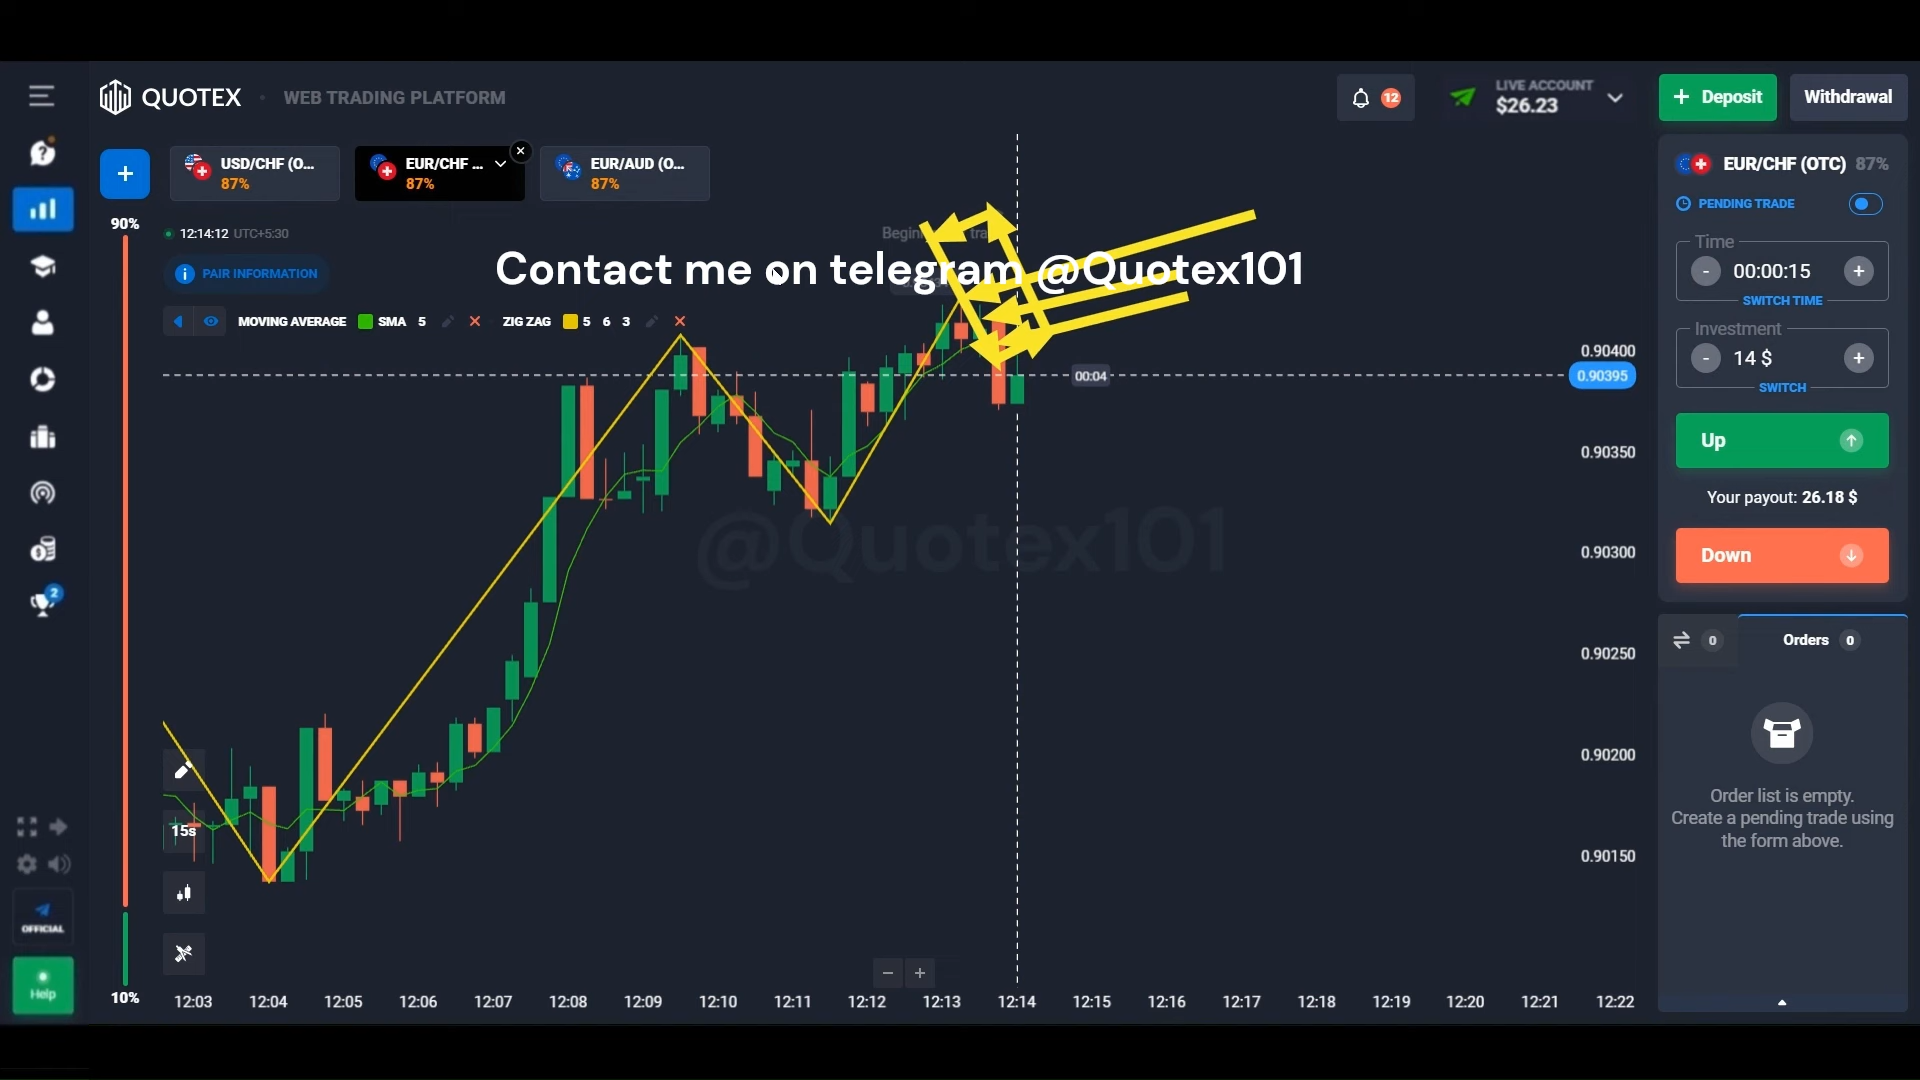 QUOTEX
WEB TRADING PLATFORM
12
LIVE ACCOUNT
$26.23
+ Deposit
Withdrawal
+
USD/CHF (O...
87%
EUR/CHF ...
87%
EUR/AUD (O...
87%
EUR/CHF (OTC) 87%
PENDING TRADE
90%
12:14:12 UTC+5:30
PAIR INFORMATION
Contact me on telegram @Quotex101
MOVING AVERAGE SMA 5
ZIG ZAG 5 6 3
Time
- 00:00:15 +
SWITCH TIME
Investment
- 14 $ +
SWITCH
Up
Your payout: 26.18 $
Down
0
Orders 0
Order list is empty.
Create a pending trade using
the form above.
00:04
0.90400
0.90395
0.90350
0.90300
0.90250
0.90200
0.90150
@Quotex101
2
15s
OFFICIAL
Help
10%
12:03 12:04 12:05 12:06 12:07 12:08 12:09 12:10 12:11 12:12 12:13 12:14 12:15 12:16 12:17 12:18 12:19 12:20 12:21 12:22